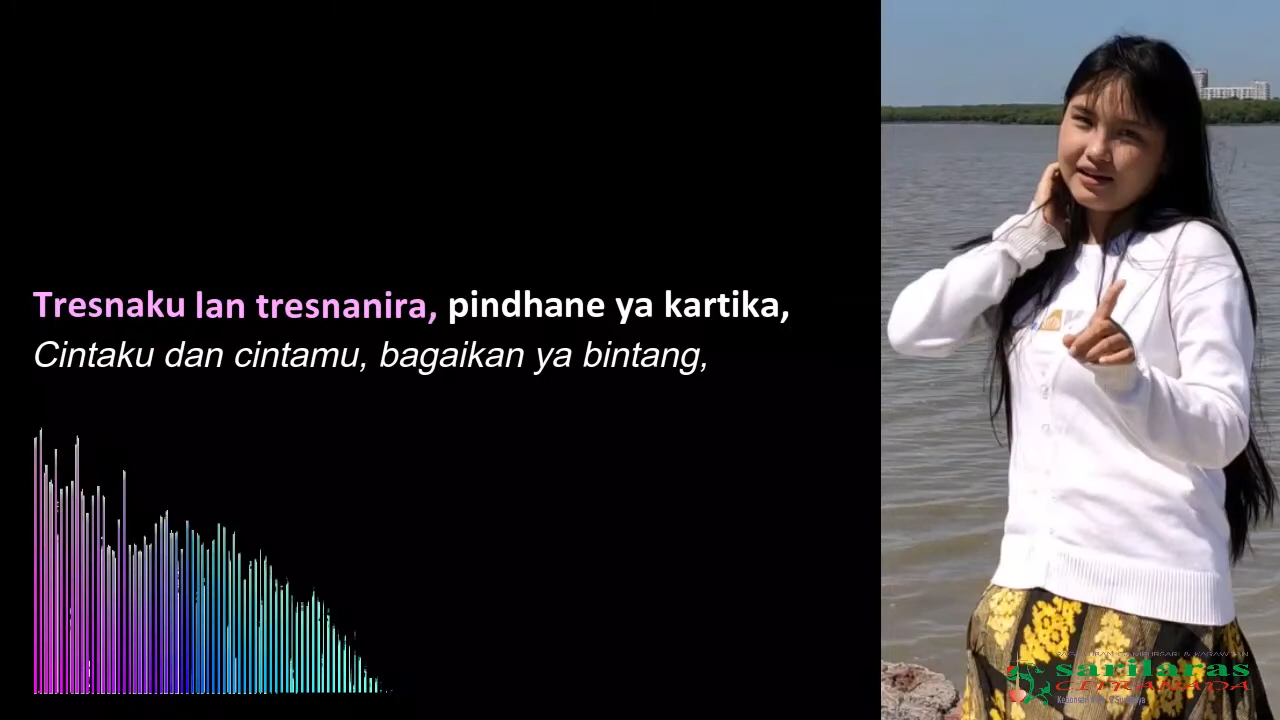 Tresnaku lan tresnanira, pindhane ya kartika,
Cintaku dan cintamu, bagaikan ya bintang,
sarilaras